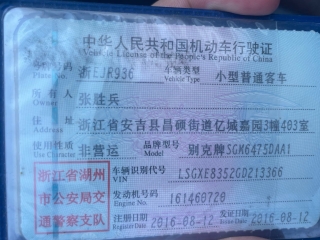 中华人民共和国机动车行驶证
Vehicle License of the People's Republic of China
号牌号码 Plate No. 浙EJR936 车辆类型 Vehicle Type 小型普通客车
所有人 Owner 张胜兵
住址 Address 浙江省安吉县昌硕街道亿城嘉园3幢403室
使用性质 Use Character 非营运 品牌型号 Model 别克牌SGM6475DAA1
浙江省湖州 车辆识别代号 VIN LSGXE8352GD213366
市公安局交 发动机号码 Engine No. 161460720
通警察支队 注册日期 Register Date 2016-08-12 发证日期 Issue Date 2016-08-12